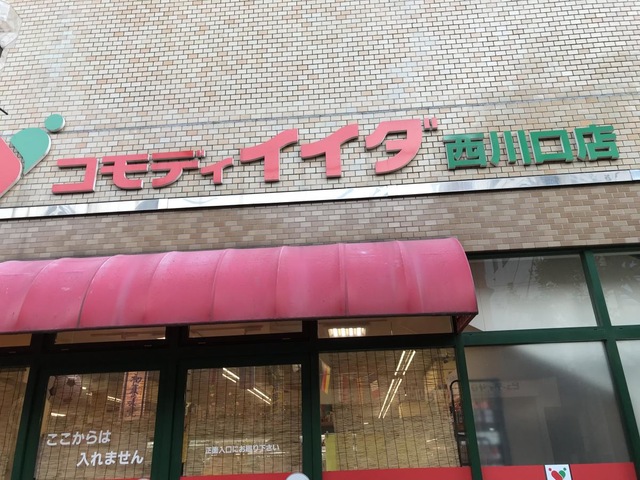 コモディイイダ 西川口店
ここからは
入れません
正面入口にお廻り下さい